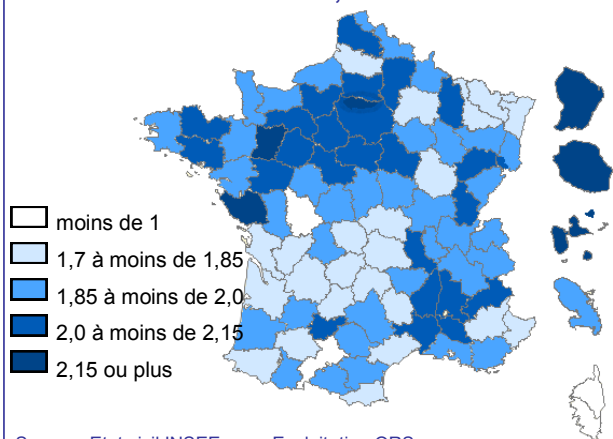 moins de 1
1,7 à moins de 1,85
1,85 à moins de 2,0
2,0 à moins de 2,15
2,15 ou plus